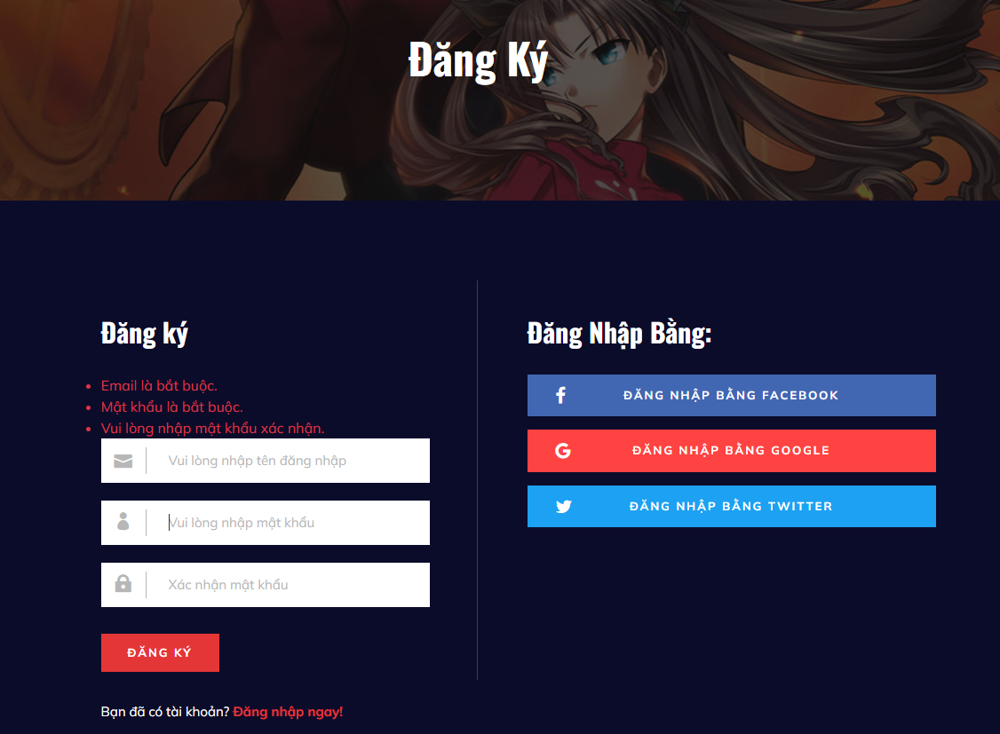 Đăng Ký
Đăng ký
Email là bắt buộc.
Mật khẩu là bắt buộc.
Vui lòng nhập mật khẩu xác nhận.
Vui lòng nhập tên đăng nhập
Vui lòng nhập mật khẩu
Xác nhận mật khẩu
ĐĂNG KÝ
Bạn đã có tài khoản? Đăng nhập ngay!
Đăng Nhập Bằng:
ĐĂNG NHẬP BẰNG FACEBOOK
ĐĂNG NHẬP BẰNG GOOGLE
ĐĂNG NHẬP BẰNG TWITTER